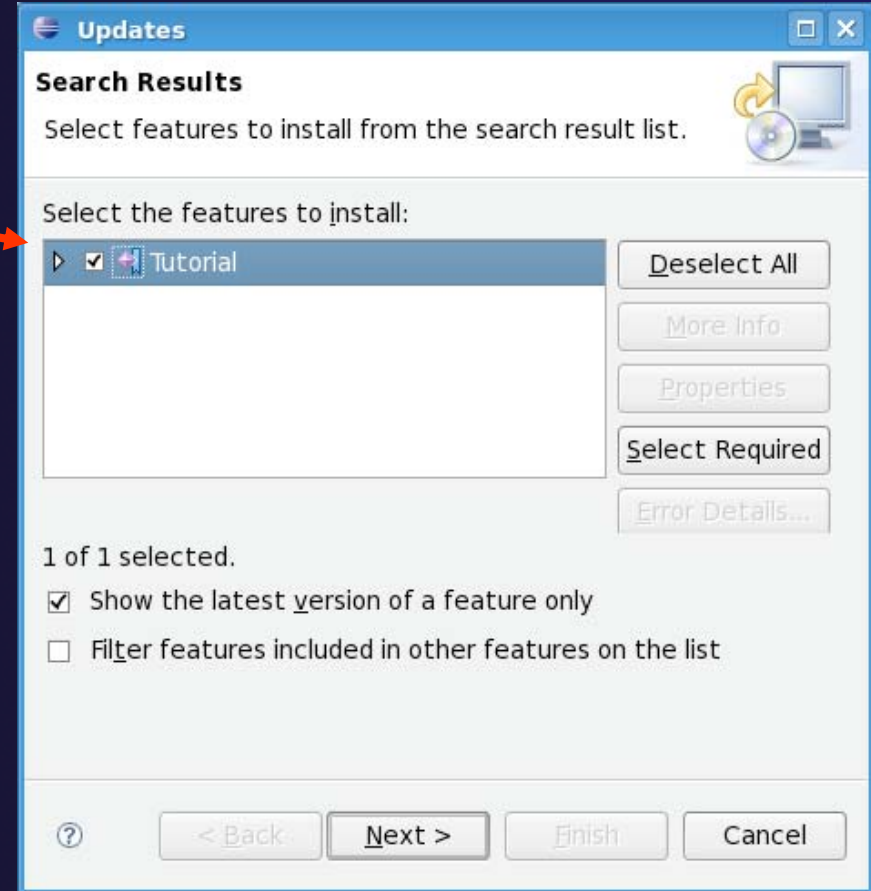 Updates
Search Results
Select features to install from the search result list.
Select the features to install:
Tutorial
Deselect All
More Info
Properties
Select Required
Error Details...
1 of 1 selected.
Show the latest version of a feature only
Filter features included in other features on the list
?
< Back
Next >
Finish
Cancel